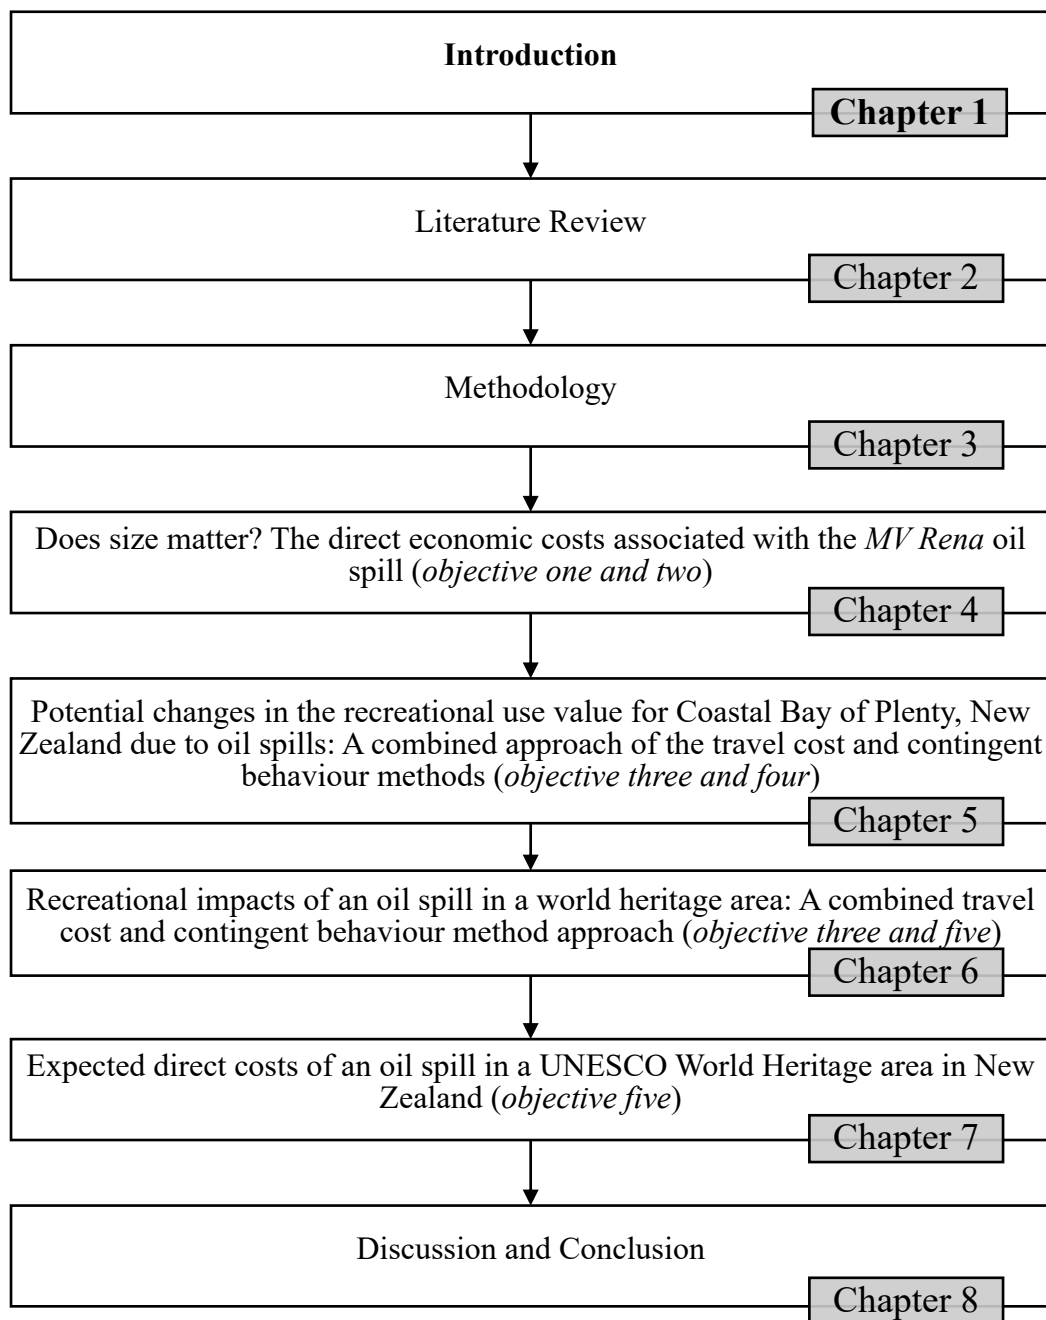 Introduction
Chapter 1
Literature Review
Chapter 2
Methodology
Chapter 3
Does size matter? The direct economic costs associated with the MV Rena oil
spill (objective one and two)
Chapter 4
Potential changes in the recreational use value for Coastal Bay of Plenty, New
Zealand due to oil spills: A combined approach of the travel cost and contingent
behaviour methods (objective three and four)
Chapter 5
Recreational impacts of an oil spill in a world heritage area: A combined travel
cost and contingent behaviour method approach (objective three and five)
Chapter 6
Expected direct costs of an oil spill in a UNESCO World Heritage area in New
Zealand (objective five)
Chapter 7
Discussion and Conclusion
Chapter 8